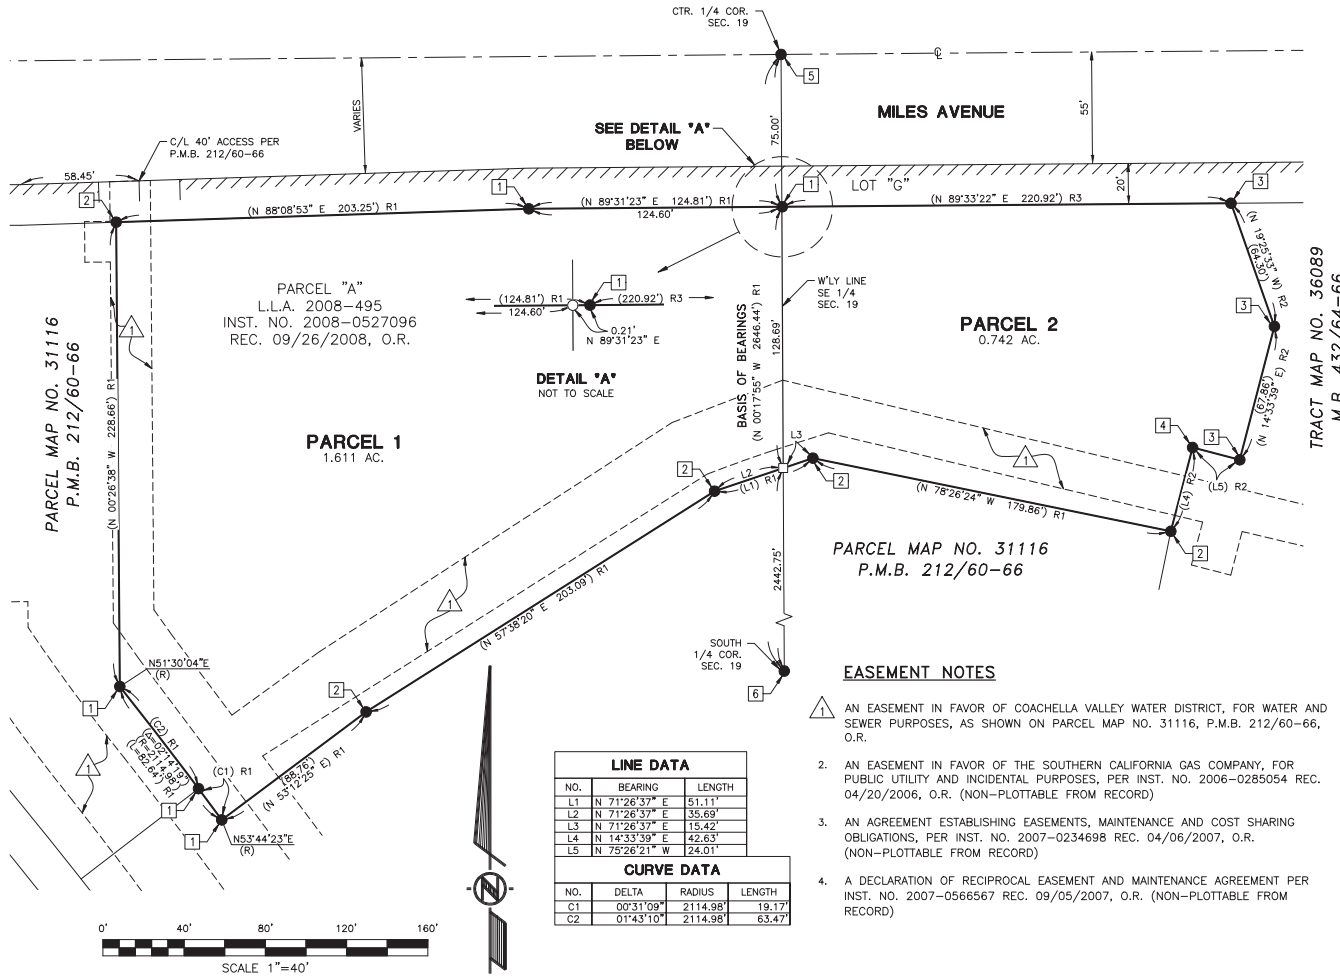 CTR. 1/4 COR.
SEC. 19
5
℄
MILES AVENUE
VARIES
75.00'
55'
SEE DETAIL "A"
BELOW
C/L 40' ACCESS PER
P.M.B. 212/60-66
58.45'
2
1
1
LOT "G"
20'
3
(N 88°08'53" E 203.25') R1
(N 89°31'23" E 124.81') R1
124.60'
(N 89°33'22" E 220.92') R3
(N 19°25'33" W) R2
(64.30')
TRACT MAP NO. 36089
M.B. 432/64-66
PARCEL "A"
L.L.A. 2008-495
INST. NO. 2008-0527096
REC. 09/26/2008, O.R.
1
1
(124.81') R1
(220.92') R3
124.60'
0.21'
N 89°31'23" E
DETAIL "A"
NOT TO SCALE
W'LY LINE
SE 1/4
SEC. 19
BASIS OF BEARINGS
(N 00°17'55" W 2646.44') R1
128.69'
PARCEL 2
0.742 AC.
3
(67.86')
(N 14°33'39" E) R2
PARCEL MAP NO. 31116
P.M.B. 212/60-66
(N 00°26'38" W 228.66') R1
PARCEL 1
1.611 AC.
L3
4
3
1
2
L2
(L1) R1
2
(L5) R2
(L4) R2
(N 78°26'24" W 179.86') R1
2
PARCEL MAP NO. 31116
P.M.B. 212/60-66
2442.75'
1
(N 57°38'20" E 203.09') R1
SOUTH
1/4 COR.
SEC. 19
6
N51°30'04"E
(R)
1
2
(C2) R1
(Δ=02°14'19")
(R=2114.98')
(L=82.64') R1
1
(C1) R1
(88.76')
(N 53°12'25" E) R1
1
1
N53°44'23"E
(R)
N
0' 40' 80' 120' 160'
SCALE 1"=40'
LINE DATA
NO. BEARING LENGTH
L1 N 71°26'37" E 51.11'
L2 N 71°26'37" E 35.69'
L3 N 71°26'37" E 15.42'
L4 N 14°33'39" E 42.63'
L5 N 75°26'21" W 24.01'
CURVE DATA
NO. DELTA RADIUS LENGTH
C1 00°31'09" 2114.98' 19.17'
C2 01°43'10" 2114.98' 63.47'
EASEMENT NOTES
1 AN EASEMENT IN FAVOR OF COACHELLA VALLEY WATER DISTRICT, FOR WATER AND
SEWER PURPOSES, AS SHOWN ON PARCEL MAP NO. 31116, P.M.B. 212/60-66,
O.R.
2. AN EASEMENT IN FAVOR OF THE SOUTHERN CALIFORNIA GAS COMPANY, FOR
PUBLIC UTILITY AND INCIDENTAL PURPOSES, PER INST. NO. 2006-0285054 REC.
04/20/2006, O.R. (NON-PLOTTABLE FROM RECORD)
3. AN AGREEMENT ESTABLISHING EASEMENTS, MAINTENANCE AND COST SHARING
OBLIGATIONS, PER INST. NO. 2007-0234698 REC. 04/06/2007, O.R.
(NON-PLOTTABLE FROM RECORD)
4. A DECLARATION OF RECIPROCAL EASEMENT AND MAINTENANCE AGREEMENT PER
INST. NO. 2007-0566567 REC. 09/05/2007, O.R. (NON-PLOTTABLE FROM
RECORD)